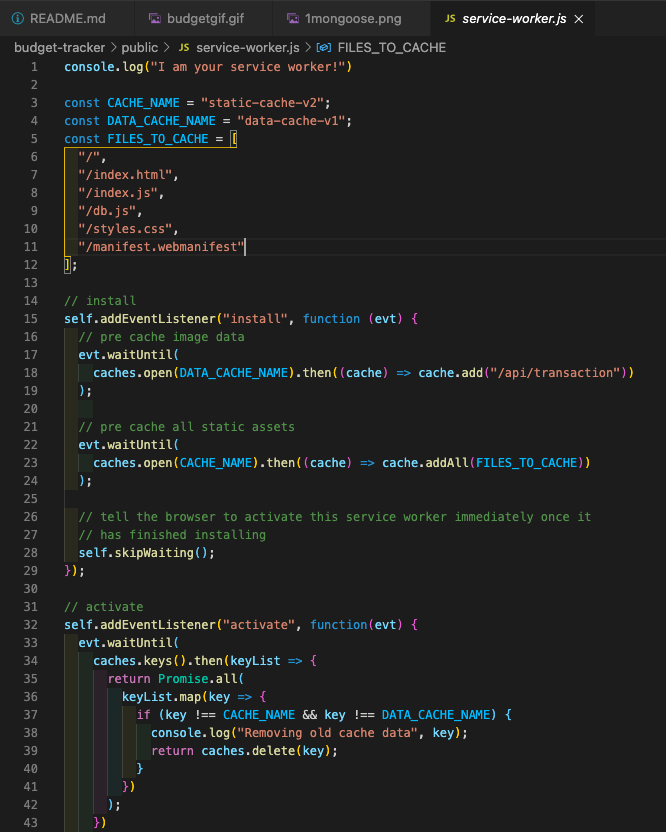 README.md budgetgif.gif 1mongoose.png JS service-worker.js ×
budget-tracker > public > JS service-worker.js > FILES_TO_CACHE
1 console.log("I am your service worker!")
2
3 const CACHE_NAME = "static-cache-v2";
4 const DATA_CACHE_NAME = "data-cache-v1";
5 const FILES_TO_CACHE = [
6 "/",
7 "/index.html",
8 "/index.js",
9 "/db.js",
10 "/styles.css",
11 "/manifest.webmanifest"
12 ];
13
14 // install
15 self.addEventListener("install", function (evt) {
16 // pre cache image data
17 evt.waitUntil(
18 caches.open(DATA_CACHE_NAME).then((cache) => cache.add("/api/transaction"))
19 );
20
21 // pre cache all static assets
22 evt.waitUntil(
23 caches.open(CACHE_NAME).then((cache) => cache.addAll(FILES_TO_CACHE))
24 );
25
26 // tell the browser to activate this service worker immediately once it
27 // has finished installing
28 self.skipWaiting();
29 });
30
31 // activate
32 self.addEventListener("activate", function(evt) {
33 evt.waitUntil(
34 caches.keys().then(keyList => {
35 return Promise.all(
36 keyList.map(key => {
37 if (key !== CACHE_NAME && key !== DATA_CACHE_NAME) {
38 console.log("Removing old cache data", key);
39 return caches.delete(key);
40 }
41 })
42 );
43 })